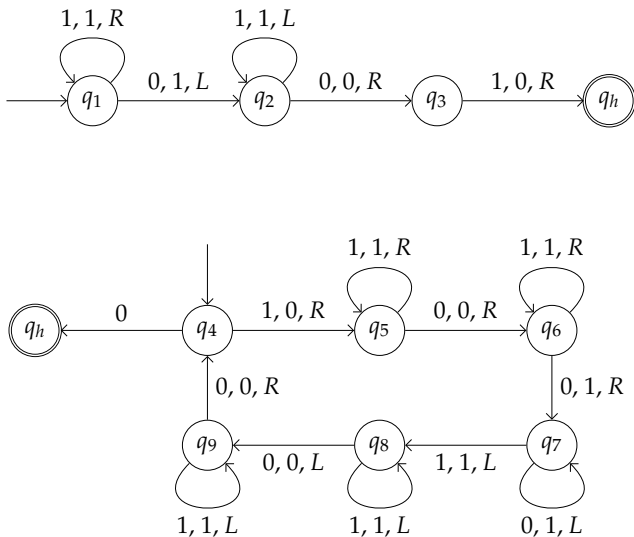 1, 1, R 1, 1, L
q1 0, 1, L q2 0, 0, R q3 1, 0, R qh
1, 1, R 1, 1, R
qh 0 q4 1, 0, R q5 0, 0, R q6
0, 0, R 0, 1, R
q9 0, 0, L q8 1, 1, L q7
1, 1, L 1, 1, L 0, 1, L